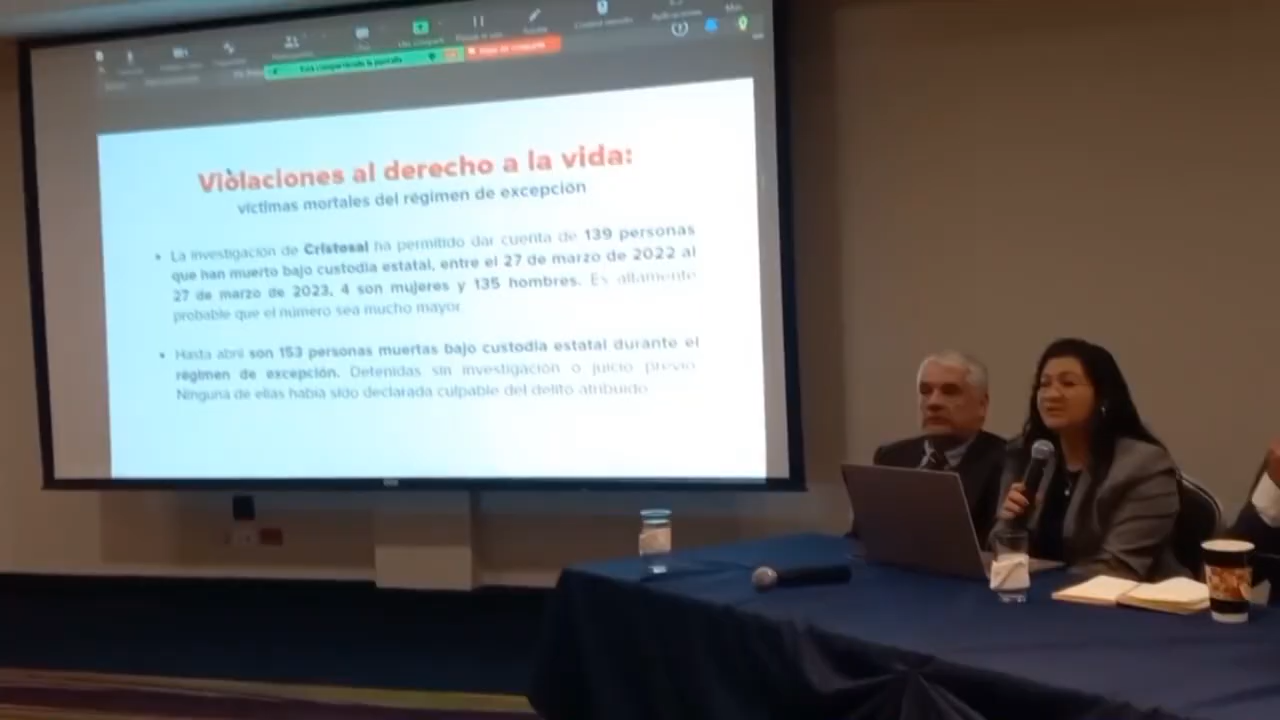 Está compartiendo la pantalla
Violaciones al derecho a la vida:
víctimas mortales del régimen de excepción
• La investigación de Cristosal ha permitido dar cuenta de 139 personas
que han muerto bajo custodia estatal, entre el 27 de marzo de 2022 al
27 de marzo de 2023, 4 son mujeres y 135 hombres. Es altamente
probable que el número sea mucho mayor
• Hasta abril son 153 personas muertas bajo custodia estatal durante el
régimen de excepción. Detenidas sin investigación o juicio previo
Ninguna de ellas había sido declarada culpable del delito atribuido